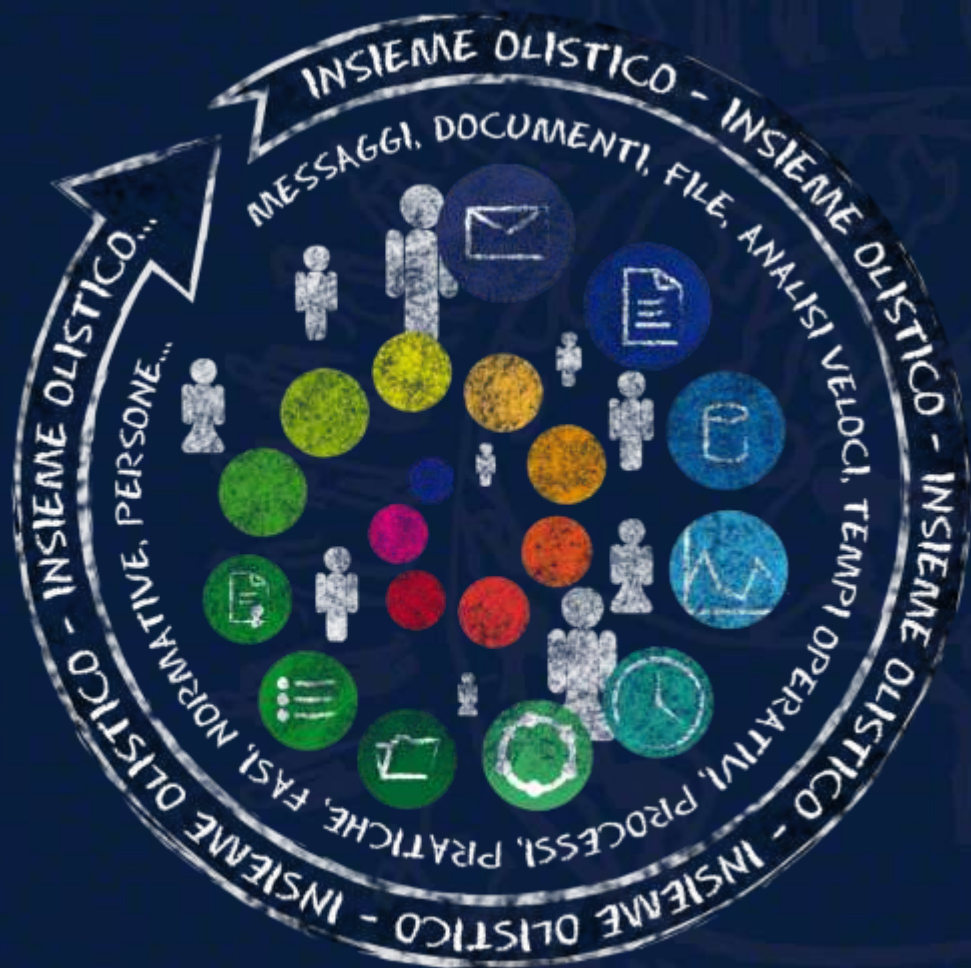 INSIEME OLISTICO - INSIEME OLISTICO - INSIEME OLISTICO - INSIEME OLISTICO - INSIEME OLISTICO - INSIEME OLISTICO...
MESSAGGI, DOCUMENTI, FILE, ANALISI VELOCI, TEMPI OPERATIVI, PROCESSI, PRATICHE, FASI, NORMATIVE, PERSONE...